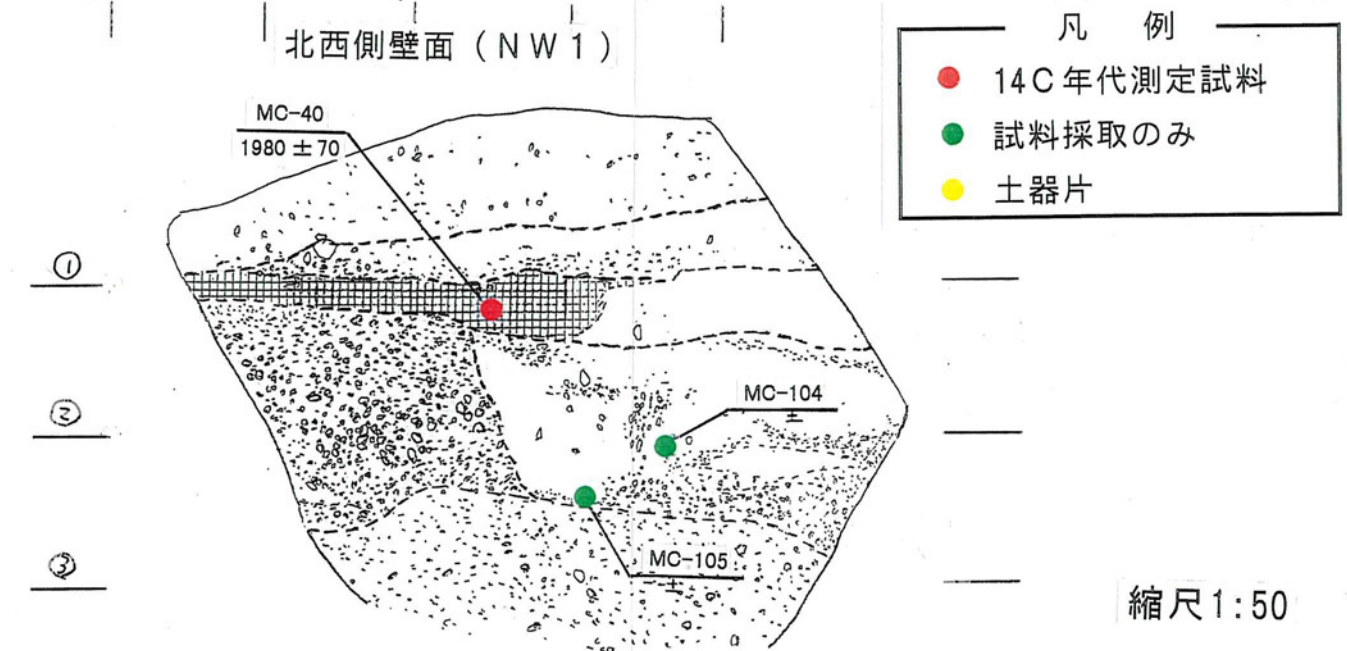 北西側壁面（ＮＷ１）
凡 例
14C年代測定試料
試料採取のみ
土器片
MC-40
1980 ±70
①
②
MC-104
±
MC-105
±
③
縮尺1:50